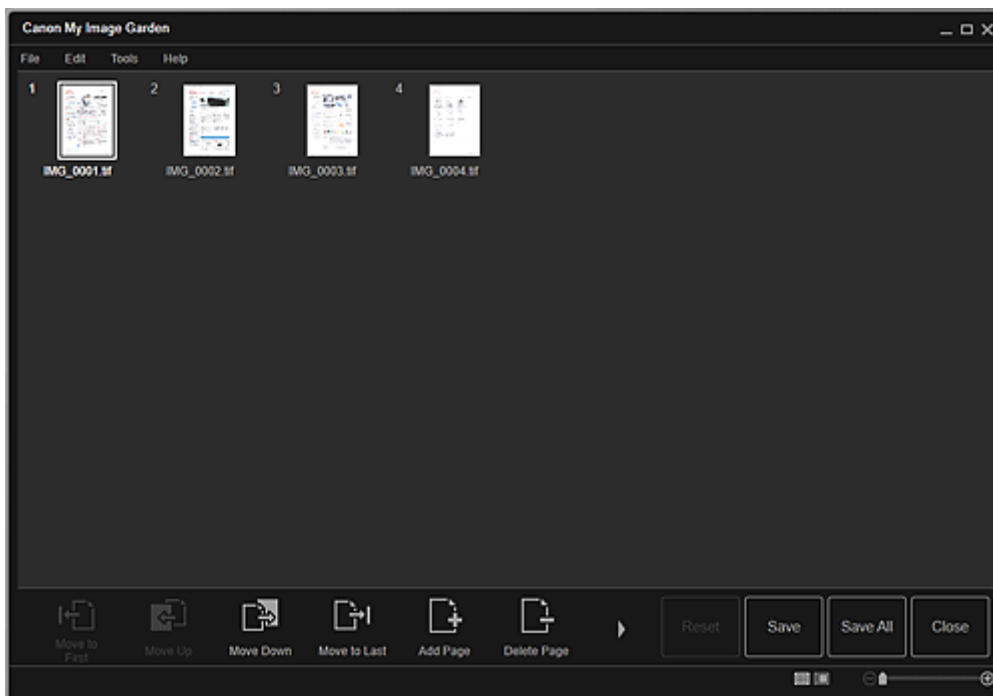 Canon My Image Garden
File Edit Tools Help
1 2 3 4
IMG_0001.tif IMG_0002.tif IMG_0003.tif IMG_0004.tif
Move to
First
Move Up Move Down Move to Last Add Page Delete Page Reset Save Save All Close